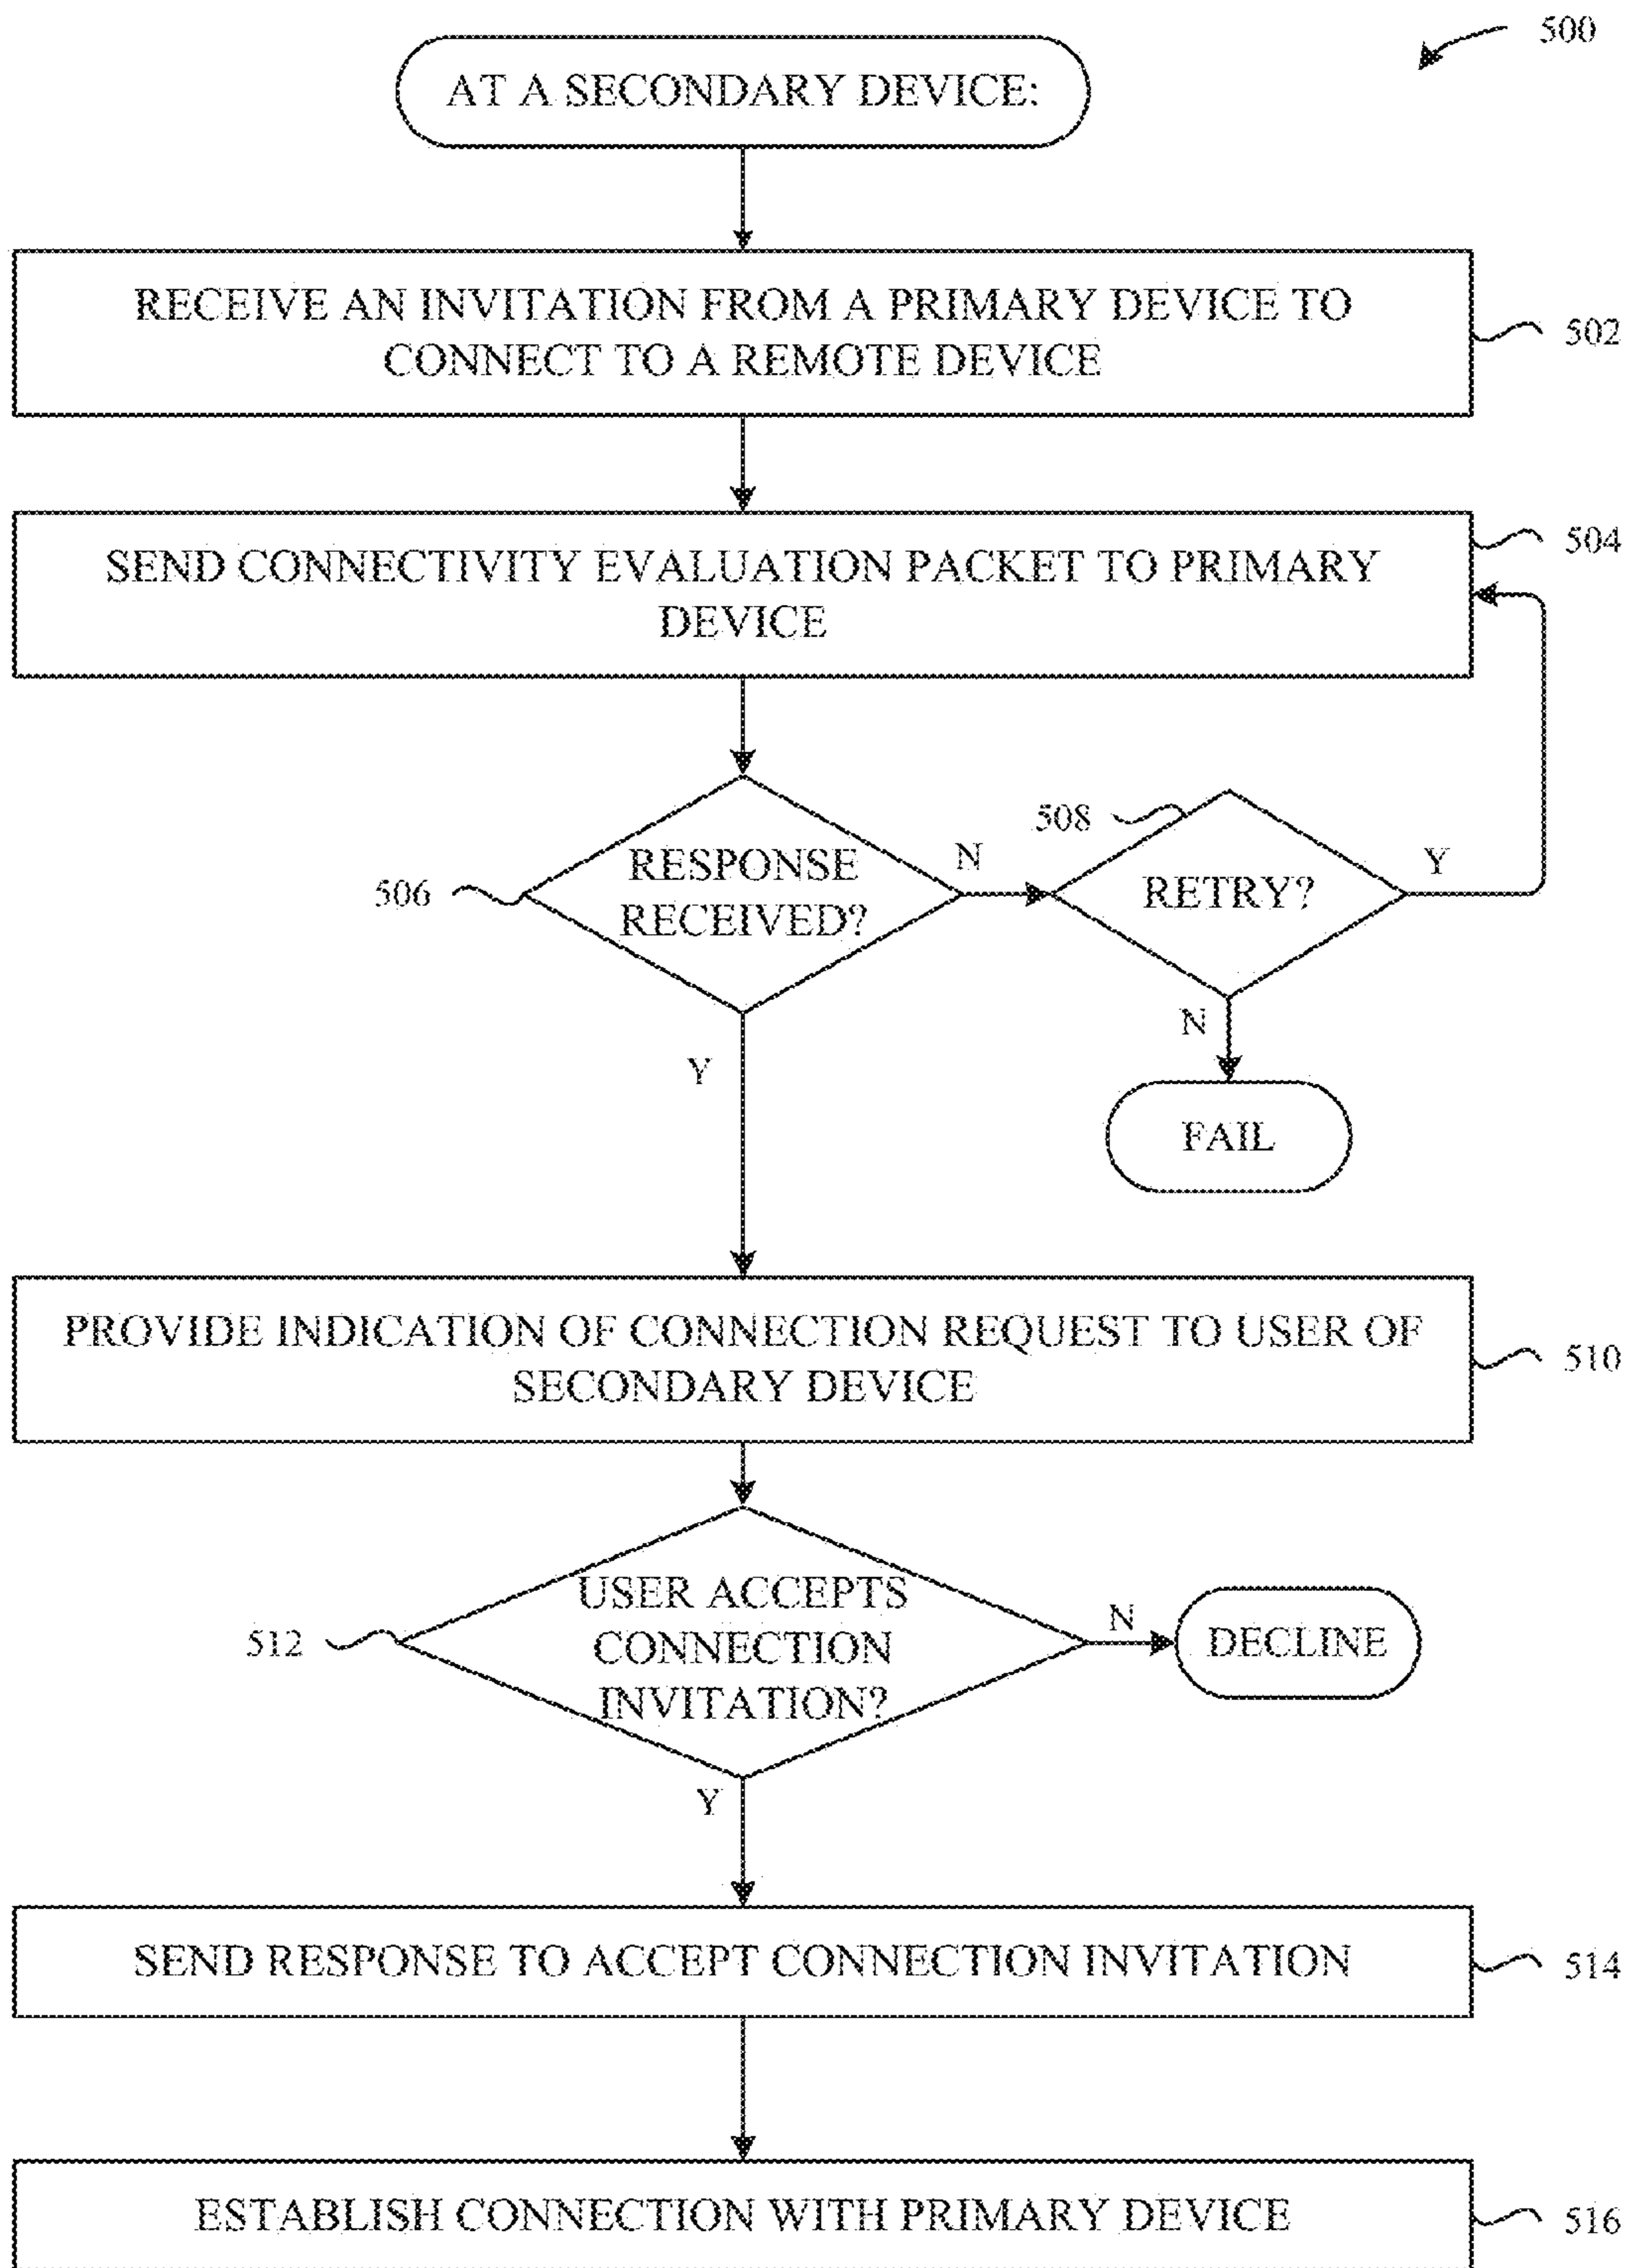 500
AT A SECONDARY DEVICE:
RECEIVE AN INVITATION FROM A PRIMARY DEVICE TO
CONNECT TO A REMOTE DEVICE
502
SEND CONNECTIVITY EVALUATION PACKET TO PRIMARY
DEVICE
504
506
RESPONSE
RECEIVED?
N
508
RETRY?
Y
N
FAIL
Y
PROVIDE INDICATION OF CONNECTION REQUEST TO USER OF
SECONDARY DEVICE
510
512
USER ACCEPTS
CONNECTION
INVITATION?
N
DECLINE
Y
SEND RESPONSE TO ACCEPT CONNECTION INVITATION
514
ESTABLISH CONNECTION WITH PRIMARY DEVICE
516